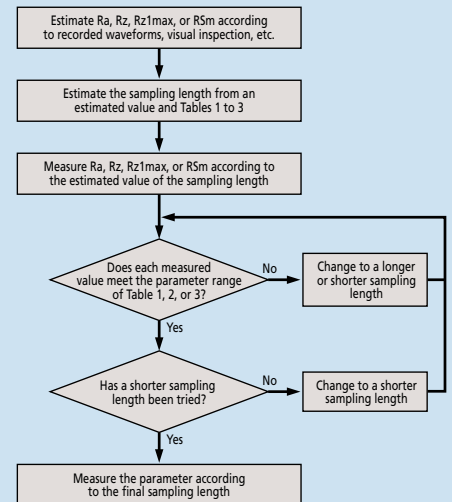 Estimate Ra, Rz, Rz1max, or RSm according
to recorded waveforms, visual inspection, etc.
Estimate the sampling length from an
estimated value and Tables 1 to 3
Measure Ra, Rz, Rz1max, or RSm according to
the estimated value of the sampling length
Does each measured
value meet the parameter range
of Table 1, 2, or 3?
No
Change to a longer
or shorter sampling
length
Yes
Has a shorter sampling
length been tried?
No
Change to a shorter
sampling length
Yes
Measure the parameter according
to the final sampling length